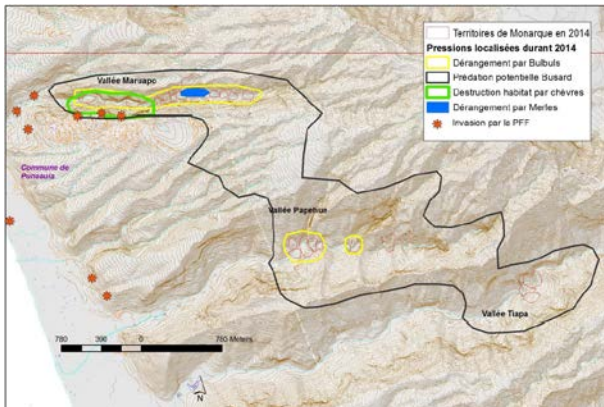 Territoires de Monarque en 2014
Pressions localisées durant 2014
Dérangement par Bulbuls
Prédation potentielle Busard
Destruction habitat par chèvres
Dérangement par Merles
Invasion par la PFF
Vallée Maruapo
Commune de
Punaauia
Vallée Papehue
Vallée Tiapa
780 390 0 780 Meters
N